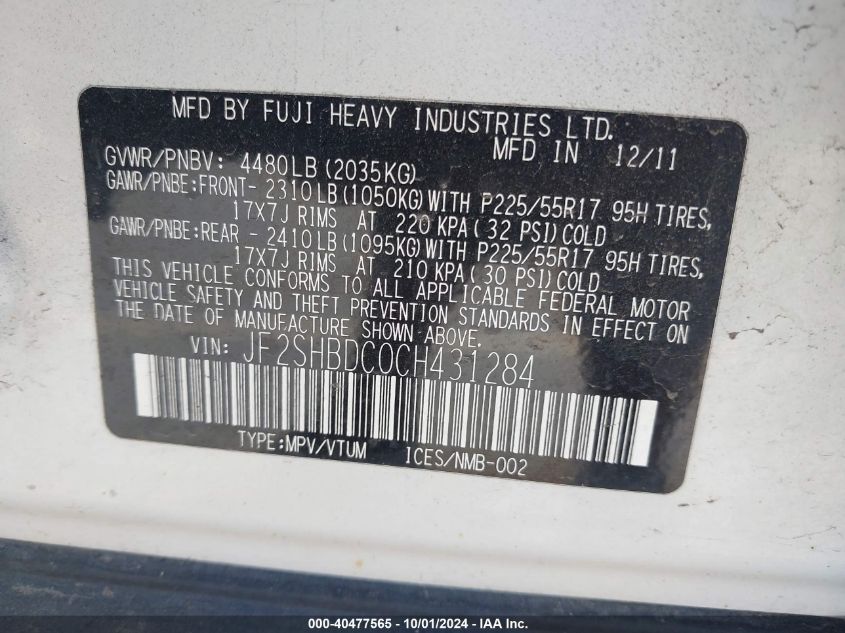 MFD BY FUJI HEAVY INDUSTRIES LTD.
MFD IN 12/11
GVWR/PNBV: 4480LB(2035KG)
GAWR/PNBE:FRONT- 2310LB(1050KG)WITH P225/55R17 95H TIRES,
17X7J RIMS AT 220 KPA(32 PSI)COLD
GAWR/PNBE:REAR - 2410LB(1095KG)WITH P225/55R17 95H TIRES,
17X7J RIMS AT 210 KPA(30 PSI)COLD
THIS VEHICLE CONFORMS TO ALL APPLICABLE FEDERAL MOTOR
VEHICLE SAFETY AND THEFT PREVENTION STANDARDS IN EFFECT ON
THE DATE OF MANUFACTURE SHOWN ABOVE.
VIN: JF2SHBDC0CH431284
TYPE:MPV/VTUM ICES/NMB-002
000-40477565 - 10/01/2024 - IAA Inc.